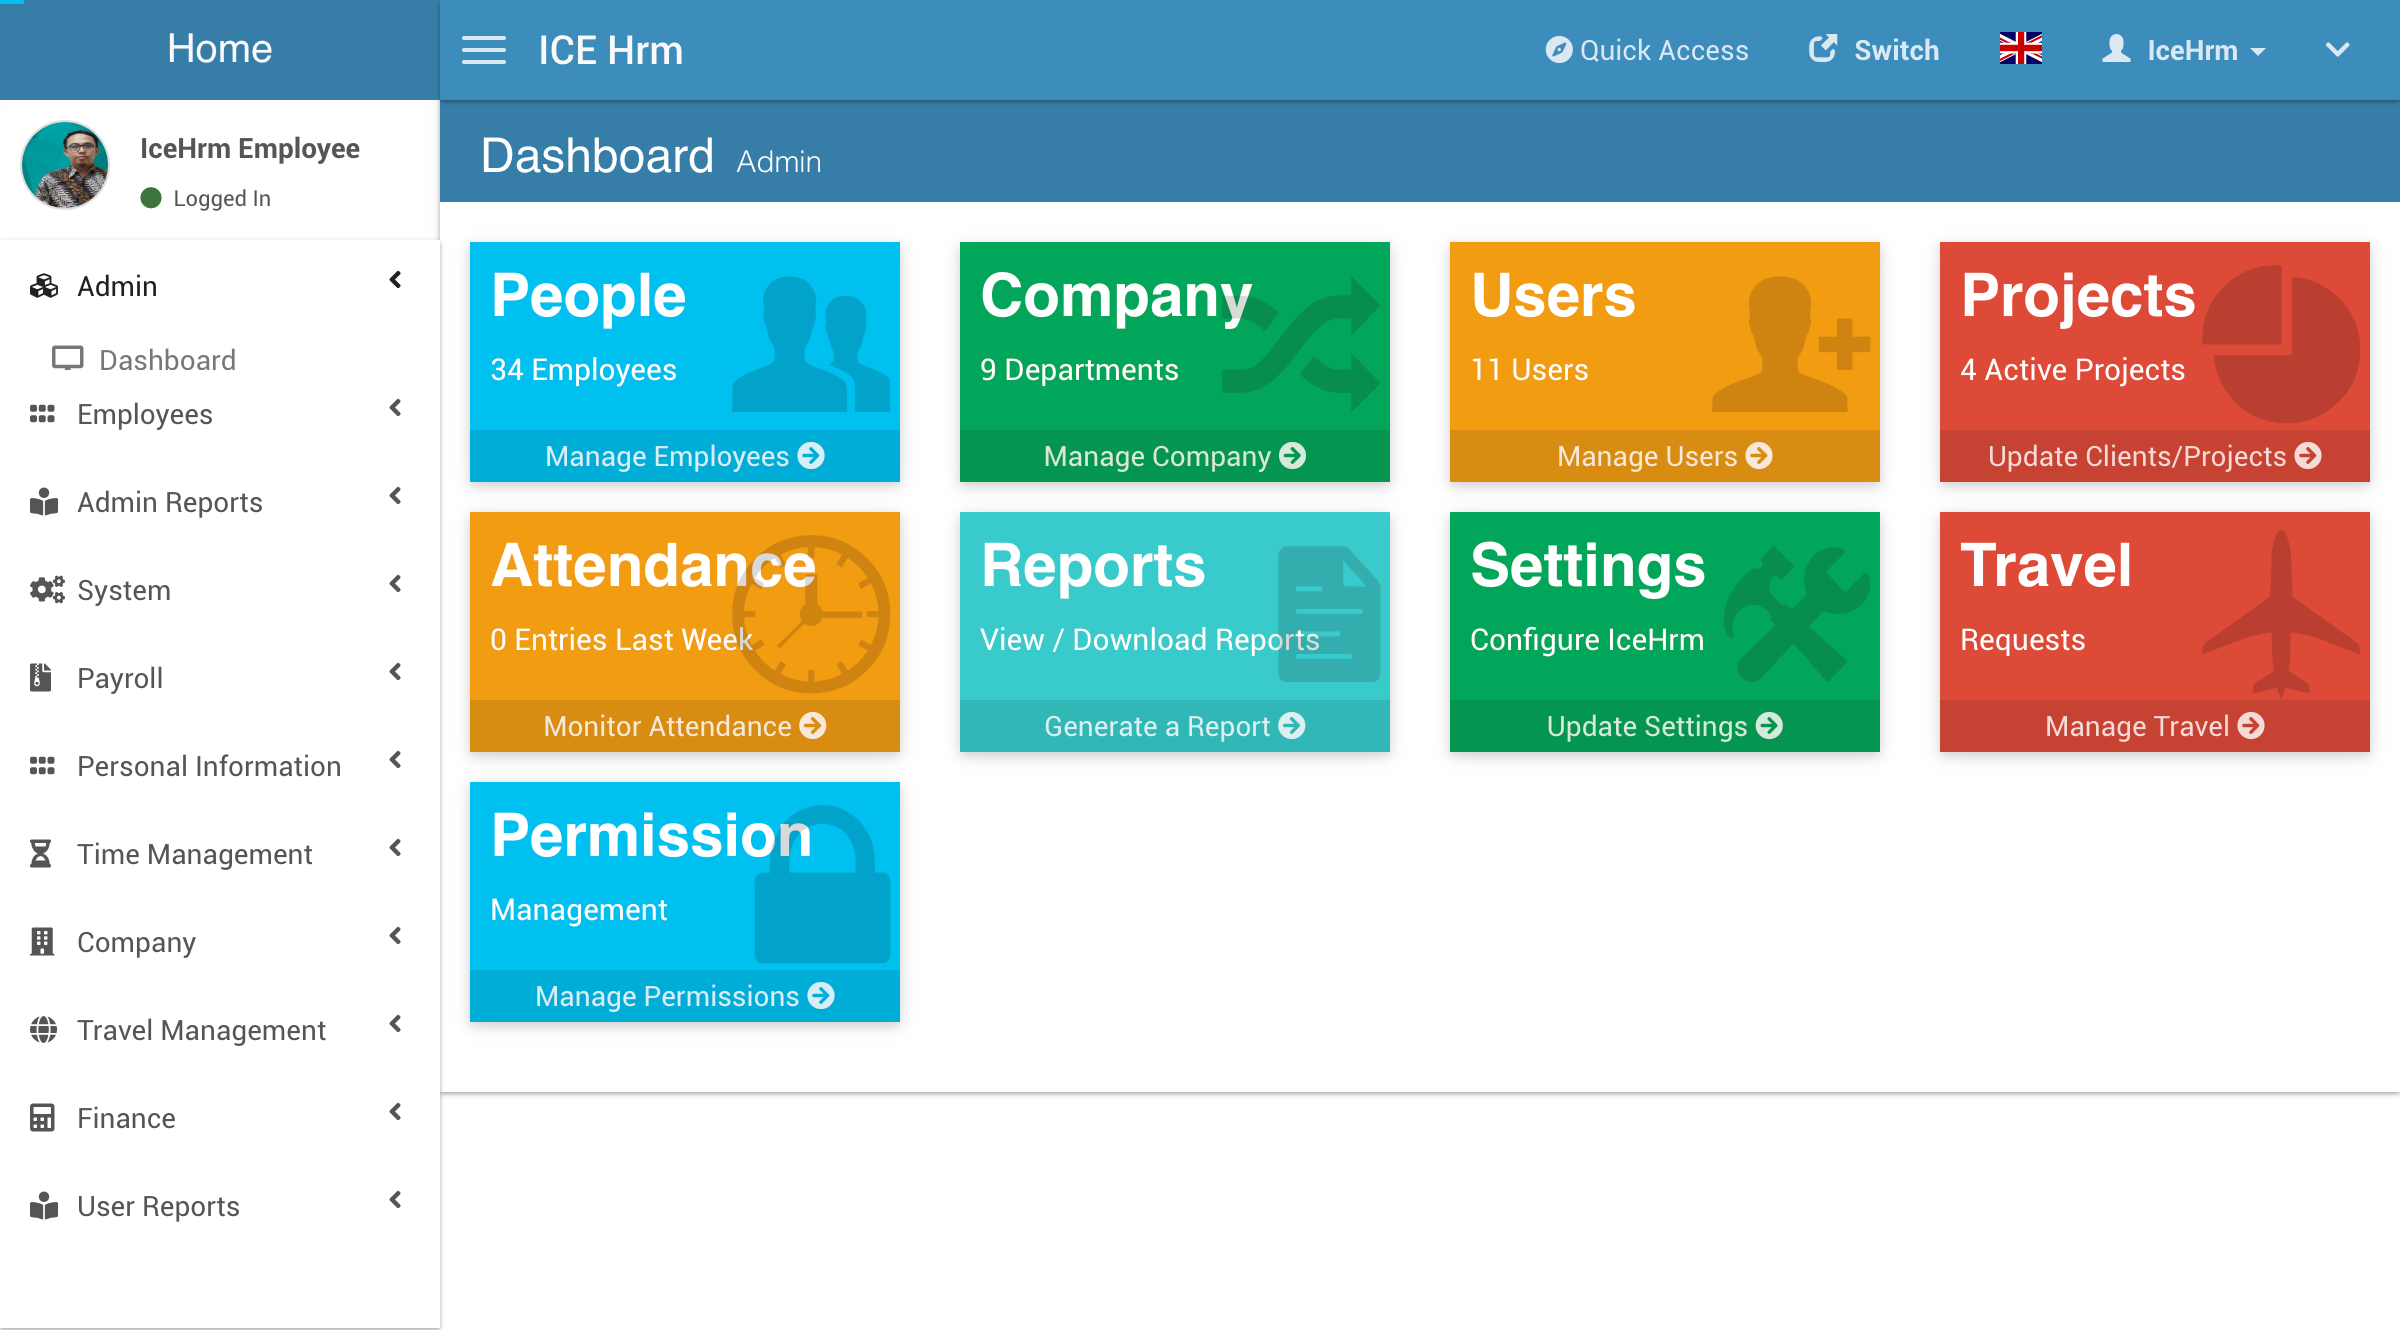 Home
ICE Hrm
Quick Access
Switch
IceHrm
IceHrm Employee
Logged In
Dashboard Admin
Admin
Dashboard
Employees
Admin Reports
System
Payroll
Personal Information
Time Management
Company
Travel Management
Finance
User Reports
People
34 Employees
Manage Employees
Company
9 Departments
Manage Company
Users
11 Users
Manage Users
Projects
4 Active Projects
Update Clients/Projects
Attendance
0 Entries Last Week
Monitor Attendance
Reports
View / Download Reports
Generate a Report
Settings
Configure IceHrm
Update Settings
Travel
Requests
Manage Travel
Permission
Management
Manage Permissions